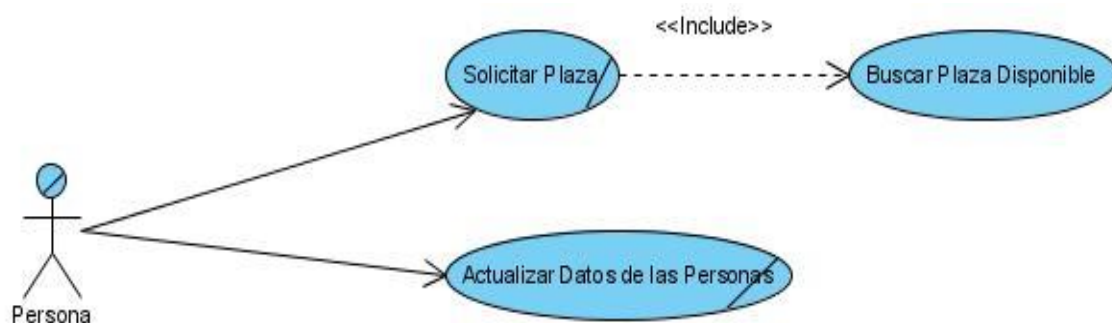 <<Include>>
Solicitar Plaza
Buscar Plaza Disponible
Actualizar Datos de las Personas
Persona